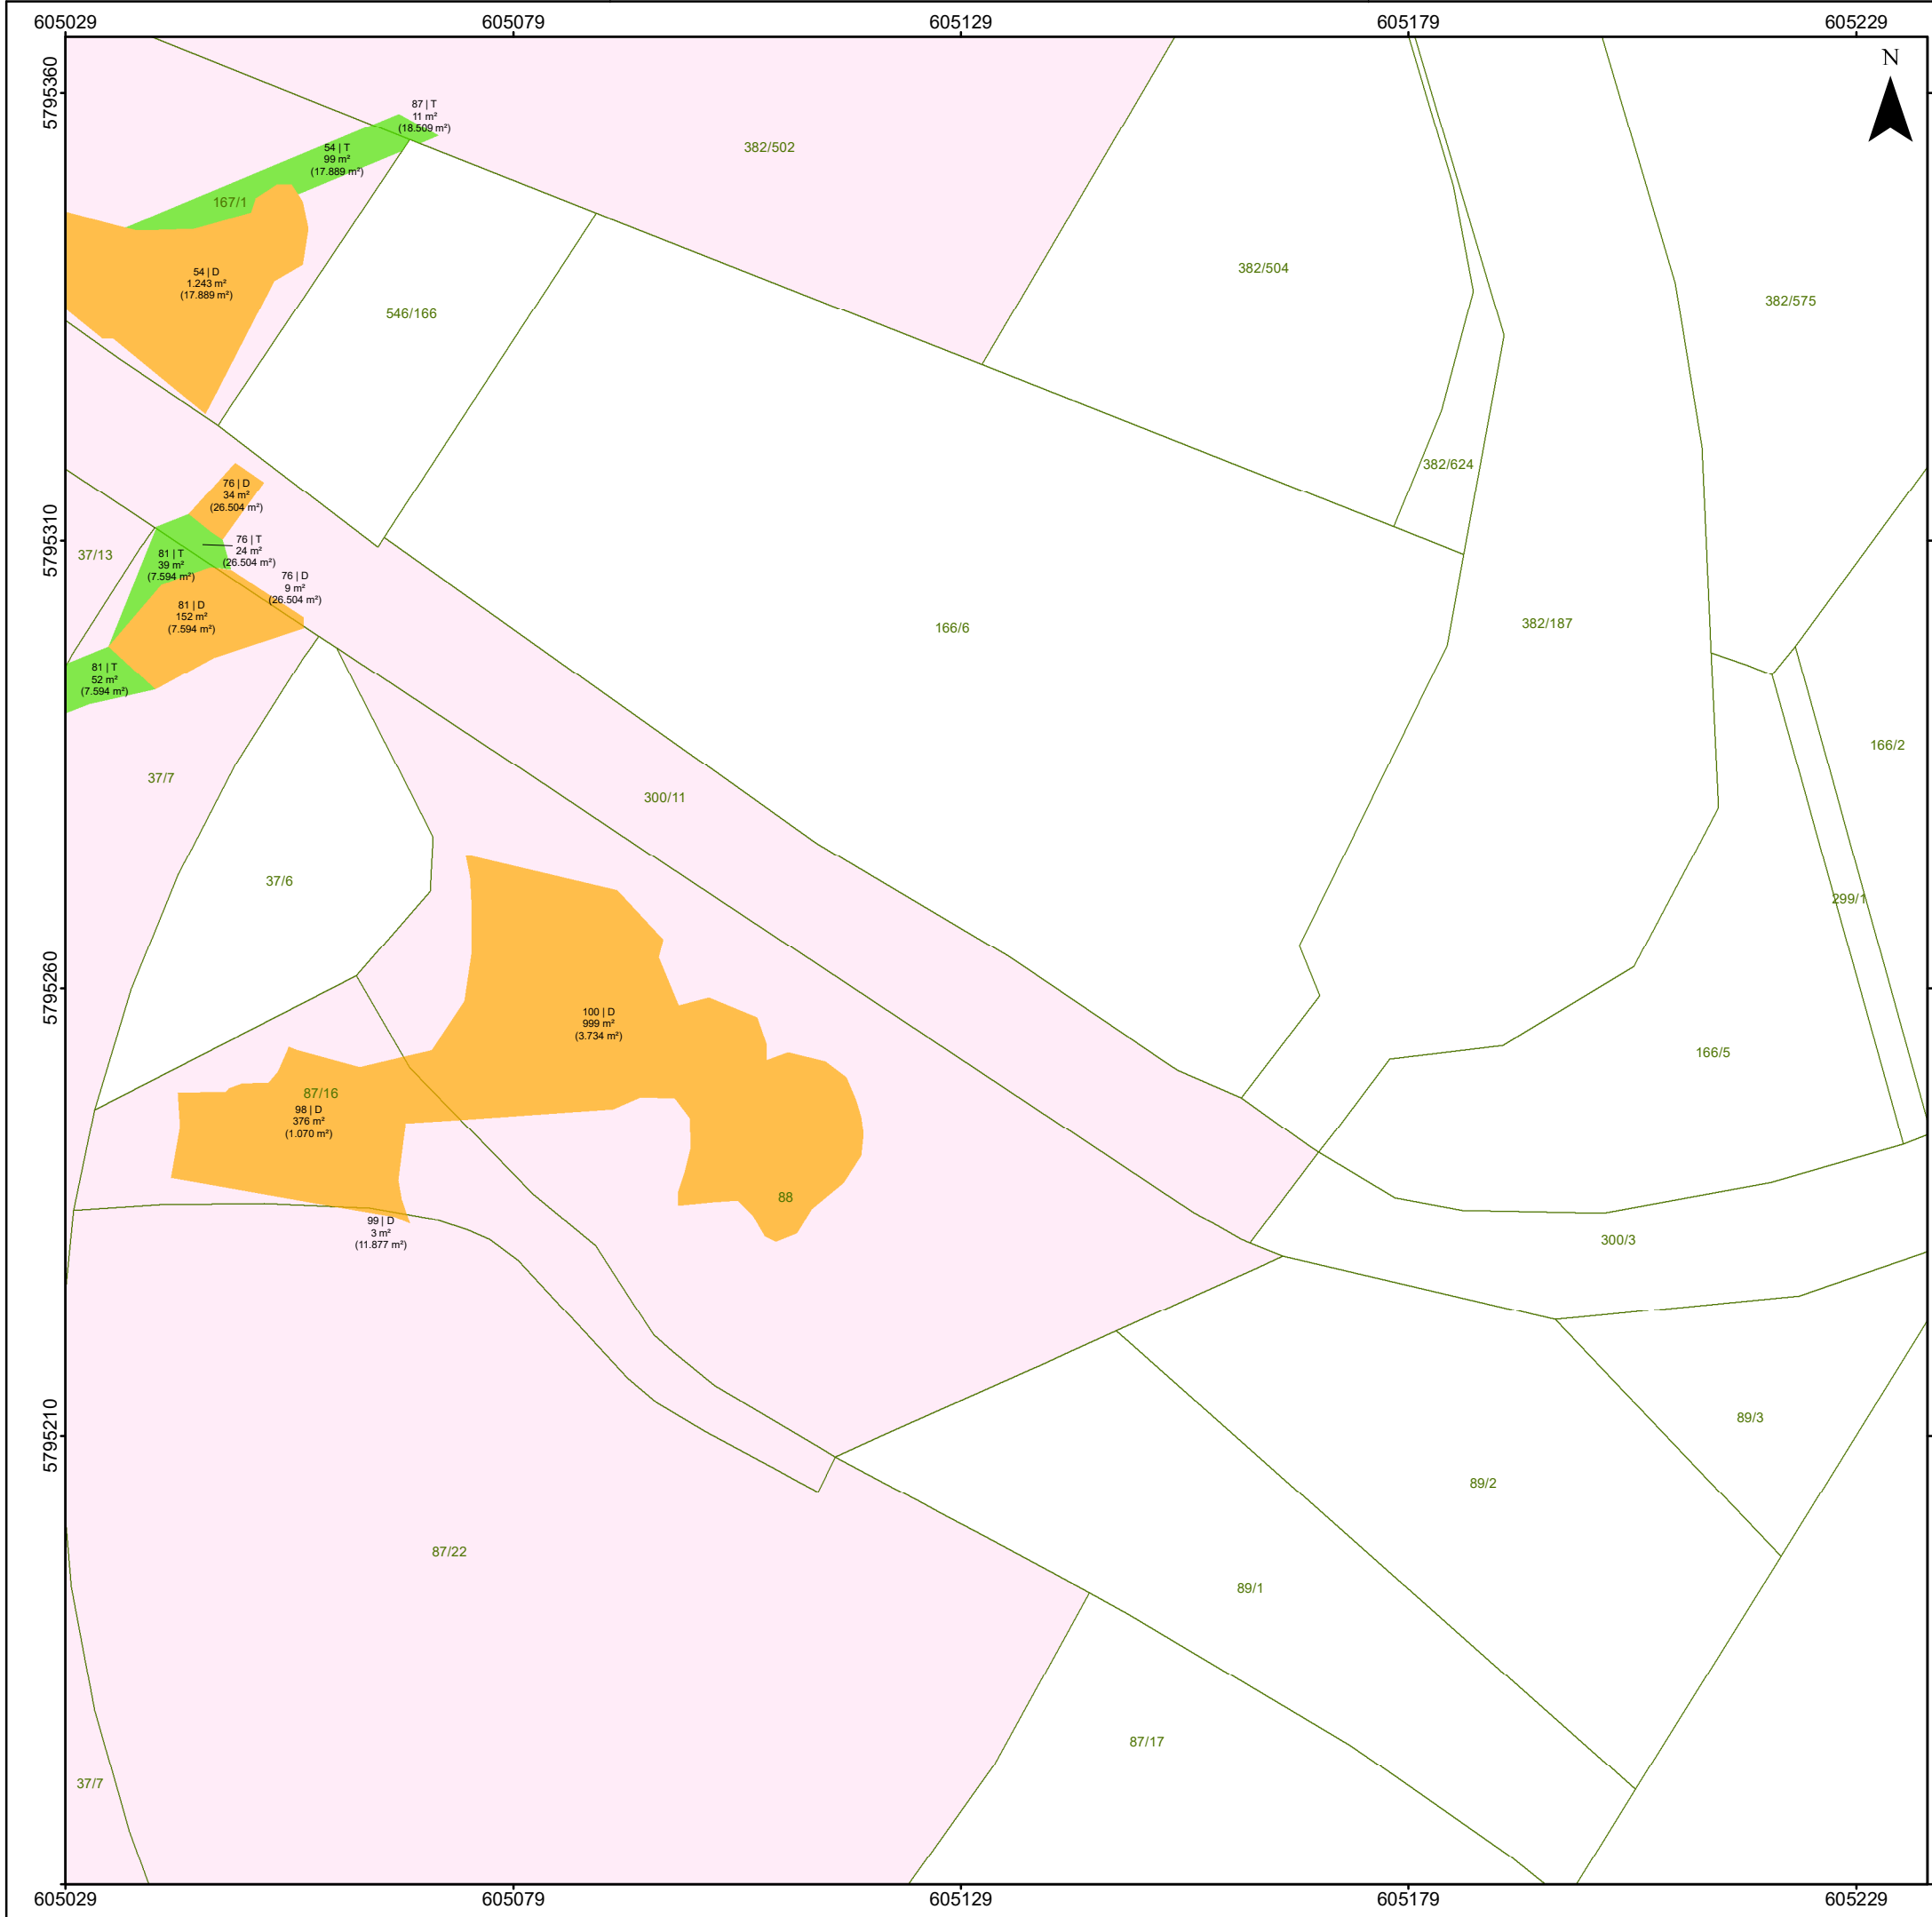 605029 605079 605129 605179 605229
N
5795360
87 | T
11 m²
(18.509 m²)
382/502
54 | T
99 m²
(17.889 m²)
167/1
382/504
54 | D
1.243 m²
(17.889 m²)
382/575
546/166
382/624
76 | D
34 m²
(26.504 m²)
5795310
76 | T
24 m²
(26.504 m²)
37/13
81 | T
39 m²
(7.594 m²)
76 | D
9 m²
(26.504 m²)
81 | D
152 m²
(7.594 m²)
166/6
382/187
81 | T
52 m²
(7.594 m²)
166/2
37/7
300/11
37/6
299/1
5795260
100 | D
999 m²
(3.734 m²)
166/5
87/16
98 | D
376 m²
(1.070 m²)
88
99 | D
3 m²
(11.877 m²)
300/3
5795210
89/3
89/2
87/22
89/1
87/17
37/7
605029 605079 605129 605179 605229